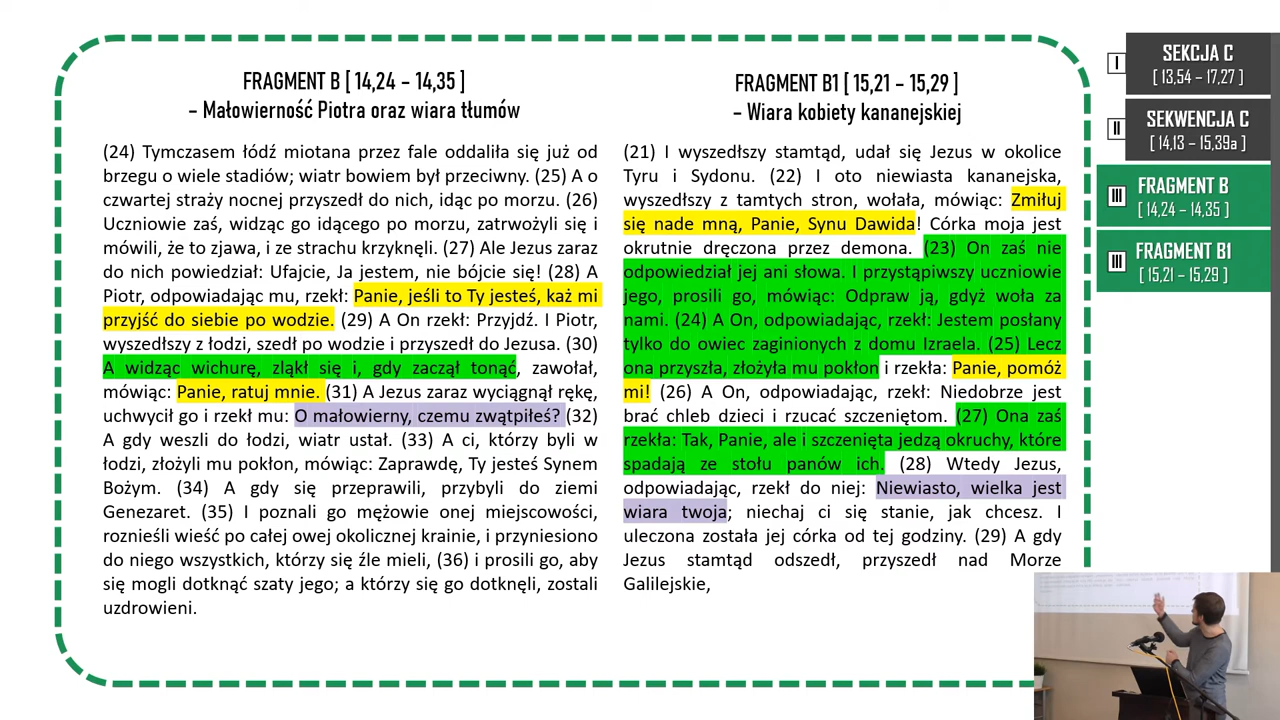 FRAGMENT B [ 14,24 – 14,35 ]
– Małowierność Piotra oraz wiara tłumów
(24) Tymczasem łódź miotana przez fale oddaliła się już od
brzegu o wiele stadiów; wiatr bowiem był przeciwny. (25) A o
czwartej straży nocnej przyszedł do nich, idąc po morzu. (26)
Uczniowie zaś, widząc go idącego po morzu, zatrwożyli się i
mówili, że to zjawa, i ze strachu krzyknęli. (27) Ale Jezus zaraz
do nich powiedział: Ufajcie, Ja jestem, nie bójcie się! (28) A
Piotr, odpowiadając mu, rzekł: Panie, jeśli to Ty jesteś, każ mi
przyjść do siebie po wodzie. (29) A On rzekł: Przyjdź. I Piotr,
wyszedłszy z łodzi, szedł po wodzie i przyszedł do Jezusa. (30)
A widząc wichurę, zląkł się i, gdy zaczął tonąć, zawołał,
mówiąc: Panie, ratuj mnie. (31) A Jezus zaraz wyciągnął rękę,
uchwycił go i rzekł mu: O małowierny, czemu zwątpiłeś? (32)
A gdy weszli do łodzi, wiatr ustał. (33) A ci, którzy byli w
łodzi, złożyli mu pokłon, mówiąc: Zaprawdę, Ty jesteś Synem
Bożym. (34) A gdy się przeprawili, przybyli do ziemi
Genezaret. (35) I poznali go mężowie onej miejscowości,
roznieśli wieść po całej owej okolicznej krainie, i przyniesiono
do niego wszystkich, którzy się źle mieli, (36) i prosili go, aby
się mogli dotknąć szaty jego; a którzy się go dotknęli, zostali
uzdrowieni.
FRAGMENT B1 [ 15,21 – 15,29 ]
– Wiara kobiety kananejskiej
(21) I wyszedłszy stamtąd, udał się Jezus w okolice
Tyru i Sydonu. (22) I oto niewiasta kananejska,
wyszedłszy z tamtych stron, wołała, mówiąc: Zmiłuj
się nade mną, Panie, Synu Dawida! Córka moja jest
okrutnie dręczona przez demona. (23) On zaś nie
odpowiedział jej ani słowa. I przystąpiwszy uczniowie
jego, prosili go, mówiąc: Odpraw ją, gdyż woła za
nami. (24) A On, odpowiadając, rzekł: Jestem posłany
tylko do owiec zaginionych z domu Izraela. (25) Lecz
ona przyszła, złożyła mu pokłon i rzekła: Panie, pomóż
mi! (26) A On, odpowiadając, rzekł: Niedobrze jest
brać chleb dzieci i rzucać szczeniętom. (27) Ona zaś
rzekła: Tak, Panie, ale i szczenięta jedzą okruchy, które
spadają ze stołu panów ich. (28) Wtedy Jezus,
odpowiadając, rzekł do niej: Niewiasto, wielka jest
wiara twoja; niechaj ci się stanie, jak chcesz. I
uleczona została jej córka od tej godziny. (29) A gdy
Jezus stamtąd odszedł, przyszedł nad Morze
Galilejskie,
I
SEKCJA C
[ 13,54 – 17,27 ]
II
SEKWENCJA C
[ 14,13 – 15,39a ]
III
FRAGMENT B
[ 14,24 – 14,35 ]
III
FRAGMENT B1
[ 15,21 – 15,29 ]